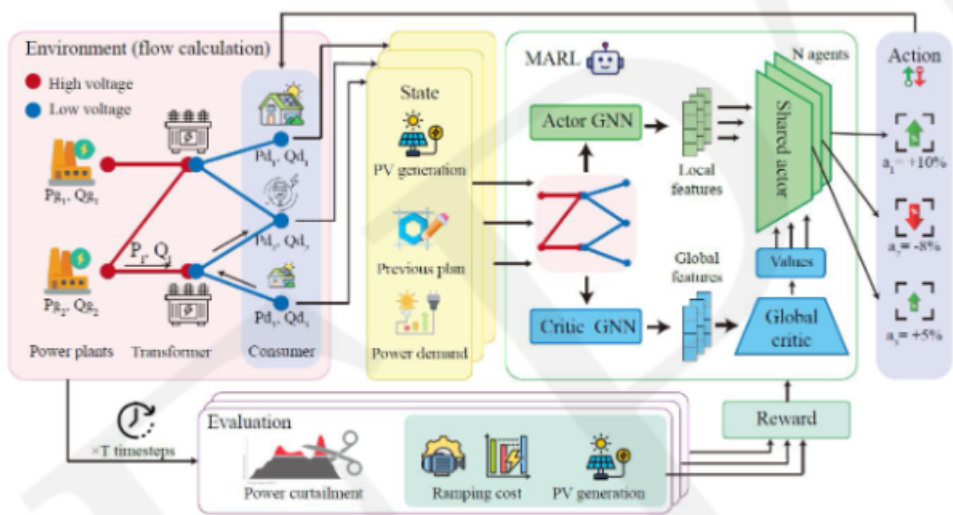 Environment (flow calculation)
High voltage
Low voltage
Pg₁, Qg₁
Pg₂, Qg₂
Pd₁, Qd₁
Pd₂, Qd₂
Pd₃, Qd₃
Power plants
Transformer
Consumer
State
PV generation
Previous plan
Power demand
MARL
N agents
Actor GNN
Local
features
Shared
actor
Critic GNN
Global
features
Values
Global
critic
Action
a₁= +10%
-8%
a₃= +5%
×T timesteps
Evaluation
Power curtailment
Ramping cost
PV generation
Reward